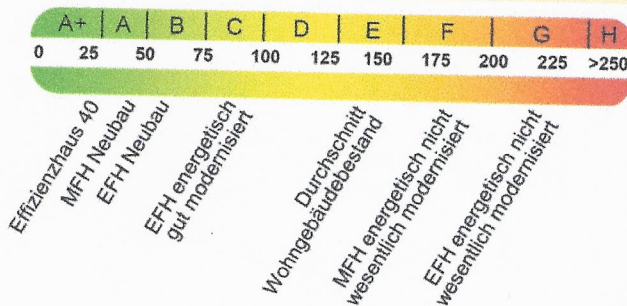 A+ | A | B | C | D | E | F | G | H
0 25 50 75 100 125 150 175 200 225 >250
Effizienzhaus 40
MFH Neubau
EFH Neubau
EFH energetisch
gut modernisiert
Durchschnitt
Wohngebäudebestand
MFH energetisch nicht
wesentlich modernisiert
EFH energetisch nicht
wesentlich modernisiert